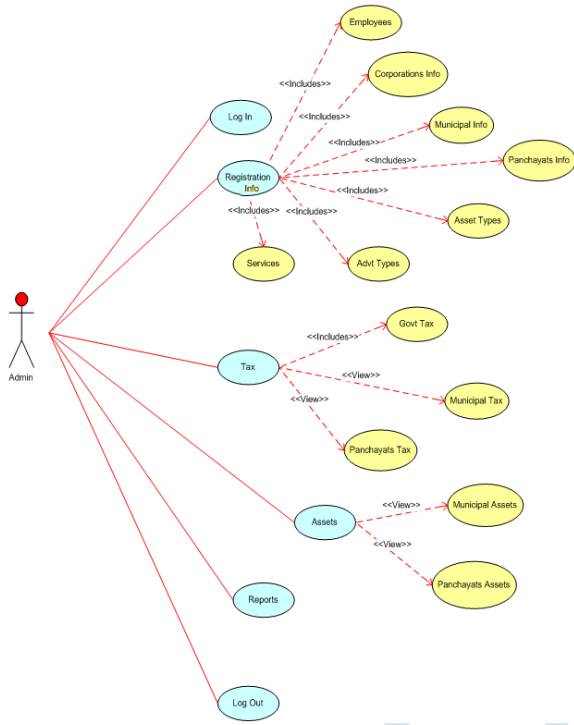 Employees
<<Includes>>
Corporations Info
<<Includes>>
Log In
Municipal Info
<<Includes>>
<<Includes>>
Panchayats Info
Registration
Info
<<Includes>>
<<Includes>>
<<Includes>>
Asset Types
Services
Advt Types
Govt Tax
<<Includes>>
Admin
Tax
<<View>>
<<View>>
Municipal Tax
Panchayats Tax
<<View>>
Municipal Assets
Assets
<<View>>
Panchayats Assets
Reports
Log Out